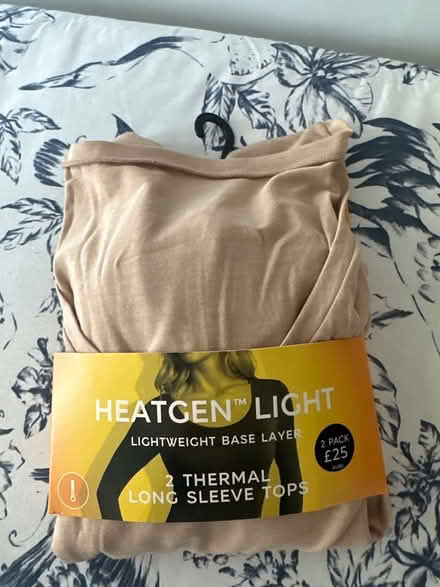 HEATGEN™ LIGHT
LIGHTWEIGHT BASE LAYER
2 PACK
£25
2 THERMAL
LONG SLEEVE TOPS